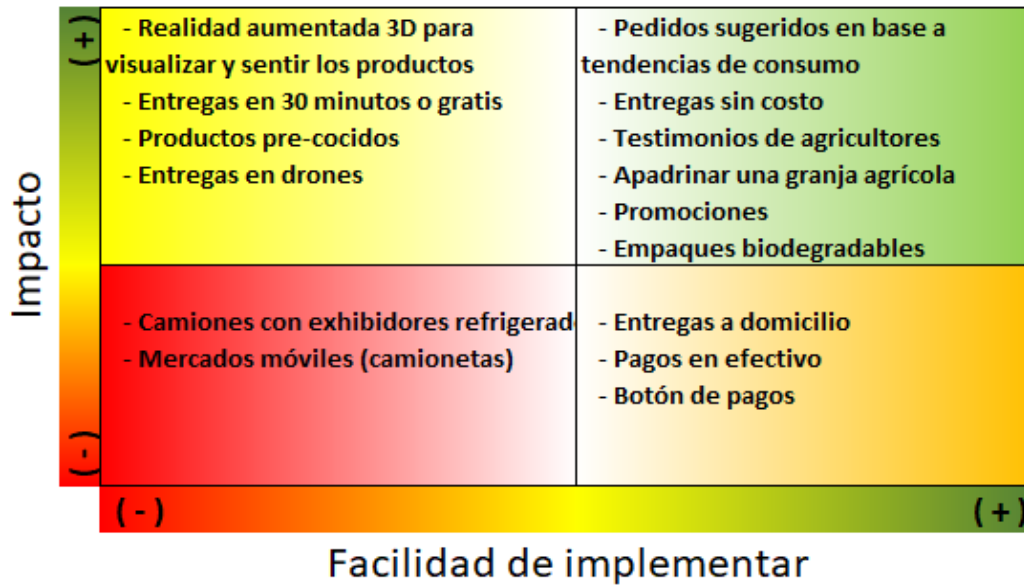 (+)
- Realidad aumentada 3D para
visualizar y sentir los productos
- Entregas en 30 minutos o gratis
- Productos pre-cocidos
- Entregas en drones
- Pedidos sugeridos en base a
tendencias de consumo
- Entregas sin costo
- Testimonios de agricultores
- Apadrinar una granja agrícola
- Promociones
- Empaques biodegradables
Impacto
- Camiones con exhibidores refrigerad
- Mercados móviles (camionetas)
- Entregas a domicilio
- Pagos en efectivo
- Botón de pagos
(-)
(-)
(+)
Facilidad de implementar